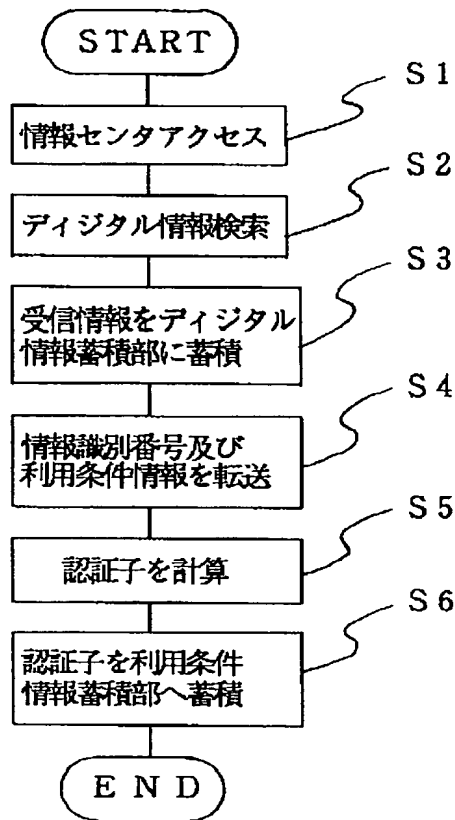 START
S1
情報センタアクセス
S2
ディジタル情報検索
S3
受信情報をディジタル
情報蓄積部に蓄積
S4
情報識別番号及び
利用条件情報を転送
S5
認証子を計算
S6
認証子を利用条件
情報蓄積部へ蓄積
END